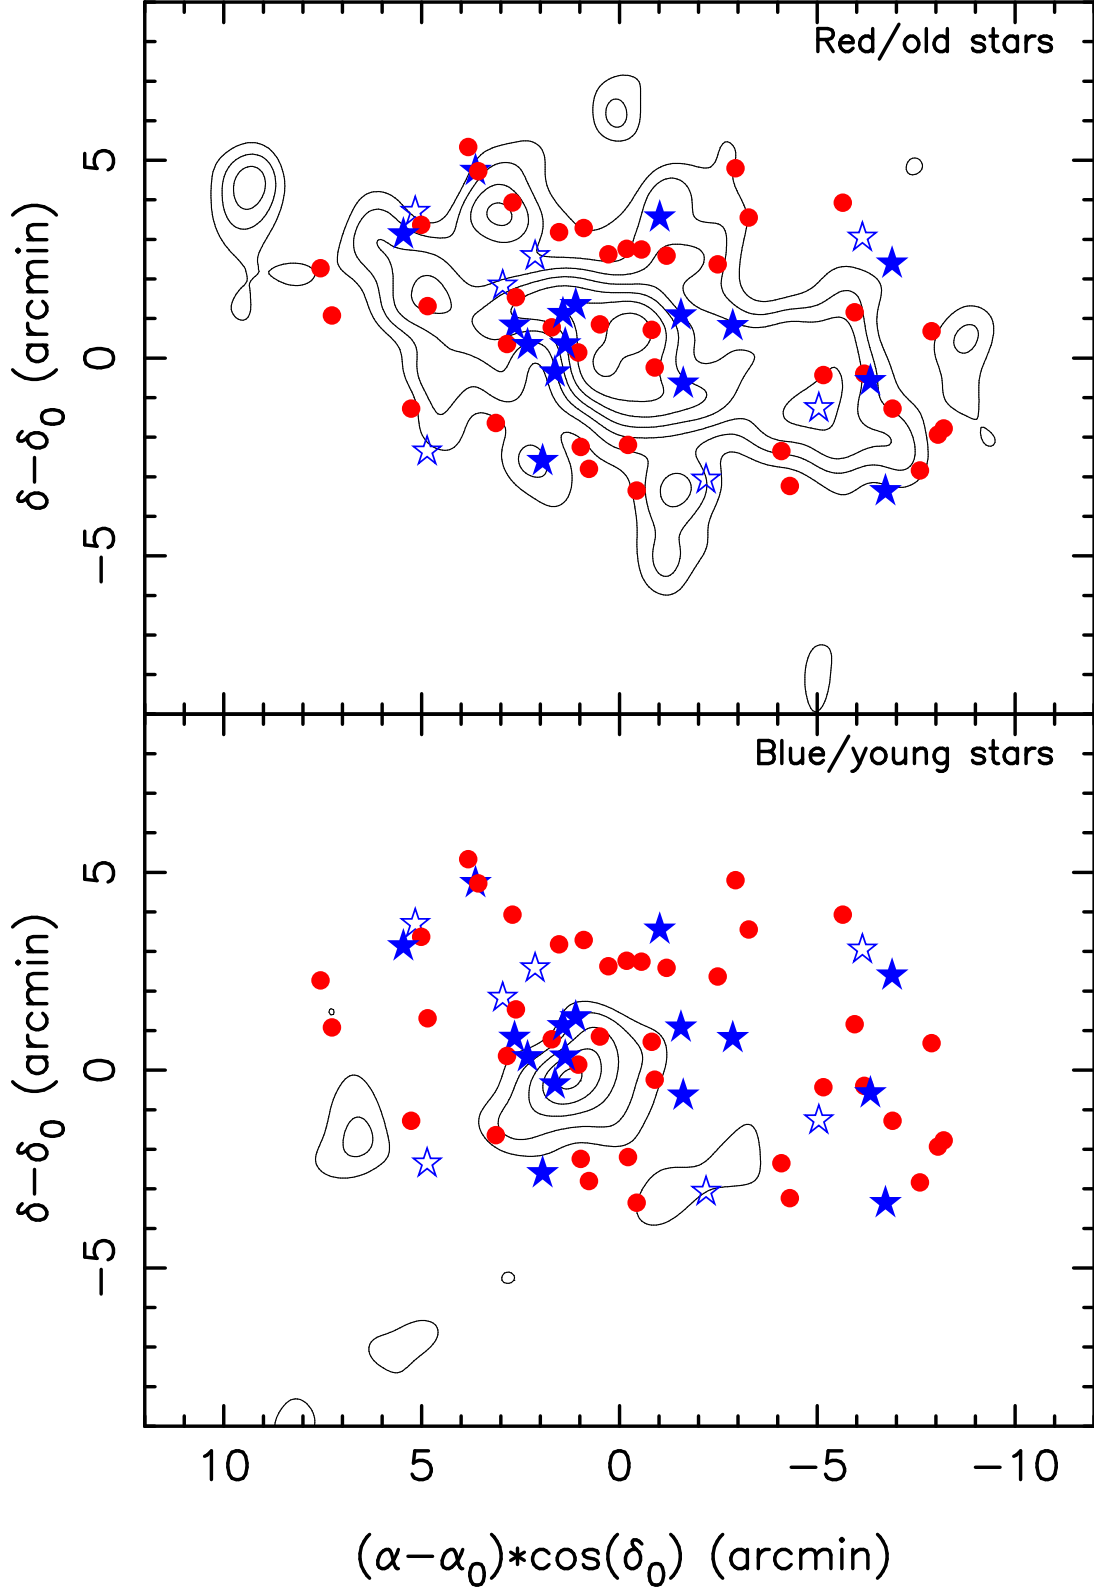 Red/old stars
5
0
−5
δ−δ₀ (arcmin)
Blue/young stars
5
0
−5
δ−δ₀ (arcmin)
10 5 0 −5 −10
(α−α₀)*cos(δ₀) (arcmin)